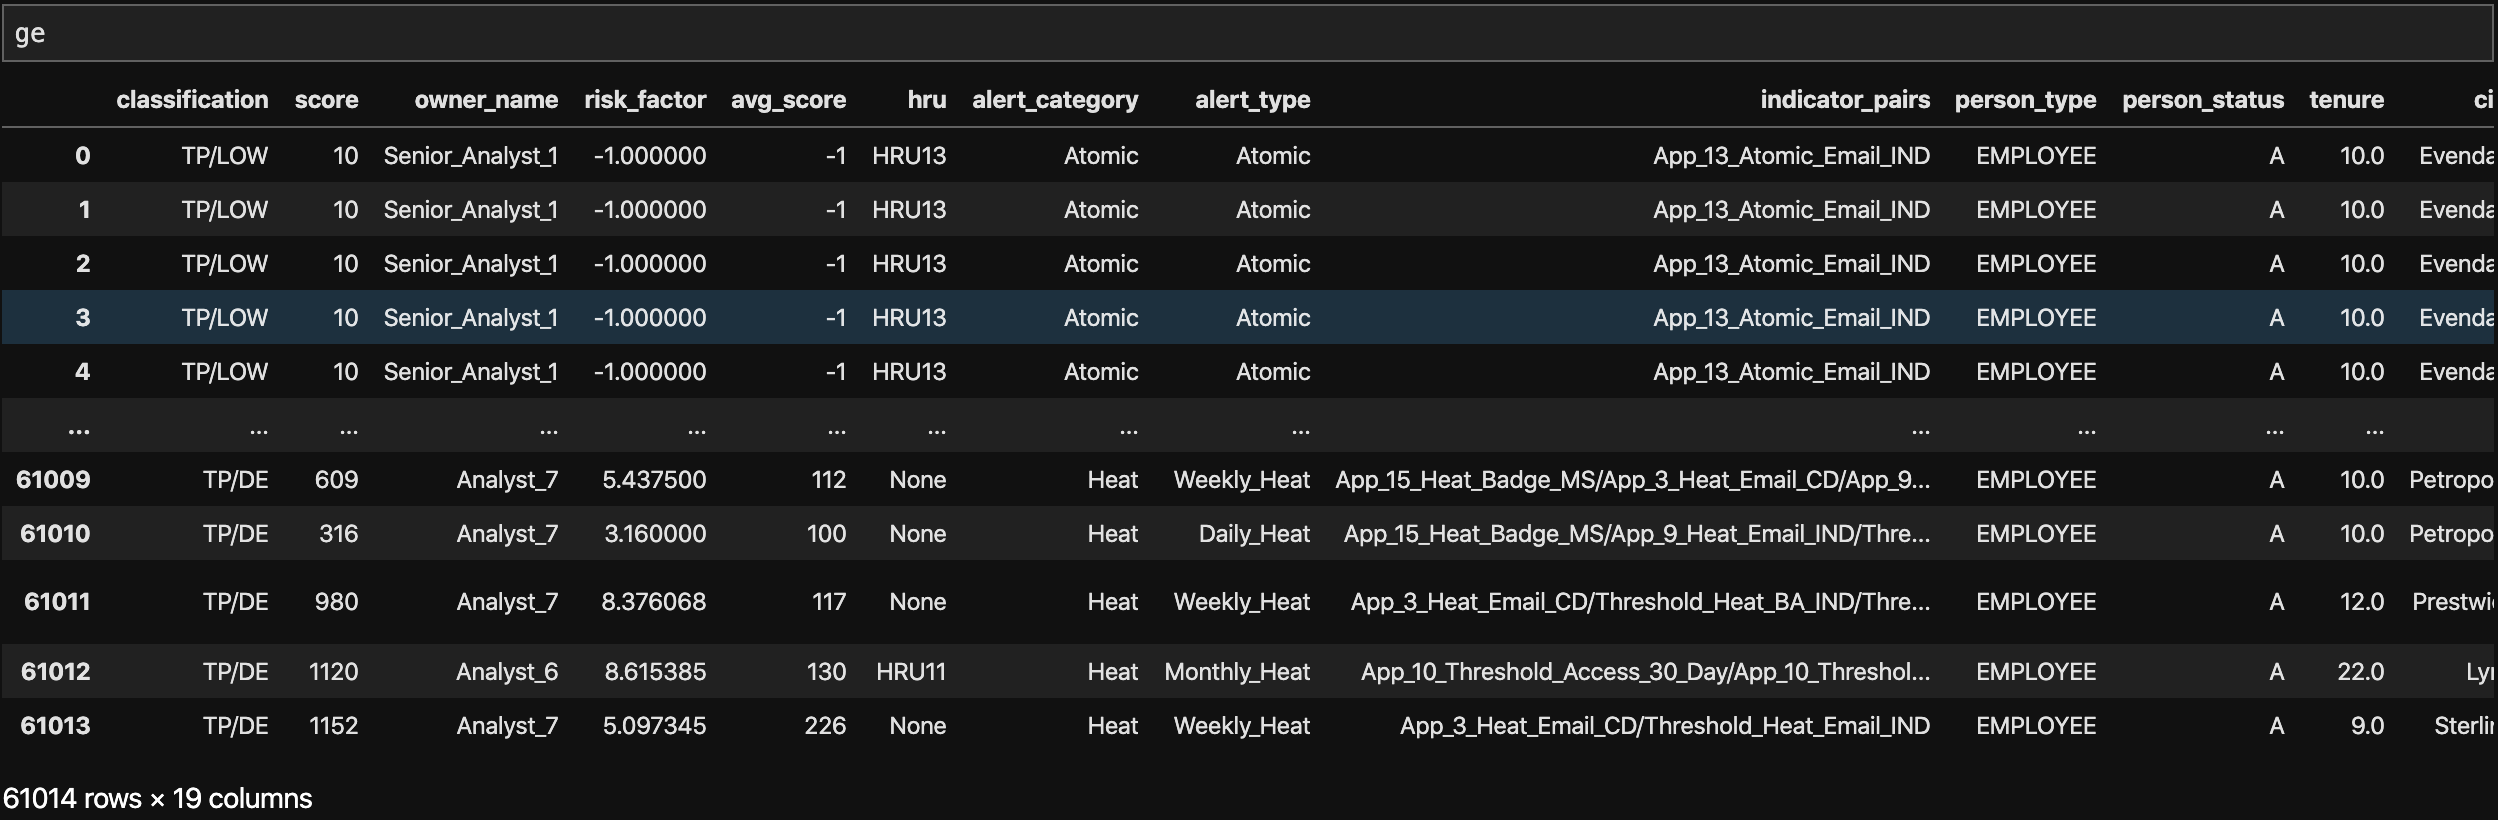 ge
classification score owner_name risk_factor avg_score hru alert_category alert_type indicator_pairs person_type person_status tenure ci
0 TP/LOW 10 Senior_Analyst_1 -1.000000 -1 HRU13 Atomic Atomic App_13_Atomic_Email_IND EMPLOYEE A 10.0 Evenda
1 TP/LOW 10 Senior_Analyst_1 -1.000000 -1 HRU13 Atomic Atomic App_13_Atomic_Email_IND EMPLOYEE A 10.0 Evenda
2 TP/LOW 10 Senior_Analyst_1 -1.000000 -1 HRU13 Atomic Atomic App_13_Atomic_Email_IND EMPLOYEE A 10.0 Evenda
3 TP/LOW 10 Senior_Analyst_1 -1.000000 -1 HRU13 Atomic Atomic App_13_Atomic_Email_IND EMPLOYEE A 10.0 Evenda
4 TP/LOW 10 Senior_Analyst_1 -1.000000 -1 HRU13 Atomic Atomic App_13_Atomic_Email_IND EMPLOYEE A 10.0 Evenda
... ... ... ... ... ... ... ... ... ... ... ... ...
61009 TP/DE 609 Analyst_7 5.437500 112 None Heat Weekly_Heat App_15_Heat_Badge_MS/App_3_Heat_Email_CD/App_9... EMPLOYEE A 10.0 Petropo
61010 TP/DE 316 Analyst_7 3.160000 100 None Heat Daily_Heat App_15_Heat_Badge_MS/App_9_Heat_Email_IND/Thre... EMPLOYEE A 10.0 Petropo
61011 TP/DE 980 Analyst_7 8.376068 117 None Heat Weekly_Heat App_3_Heat_Email_CD/Threshold_Heat_BA_IND/Thre... EMPLOYEE A 12.0 Prestwi
61012 TP/DE 1120 Analyst_6 8.615385 130 HRU11 Heat Monthly_Heat App_10_Threshold_Access_30_Day/App_10_Threshol... EMPLOYEE A 22.0 Lyn
61013 TP/DE 1152 Analyst_7 5.097345 226 None Heat Weekly_Heat App_3_Heat_Email_CD/Threshold_Heat_Email_IND EMPLOYEE A 9.0 Sterlin
61014 rows × 19 columns